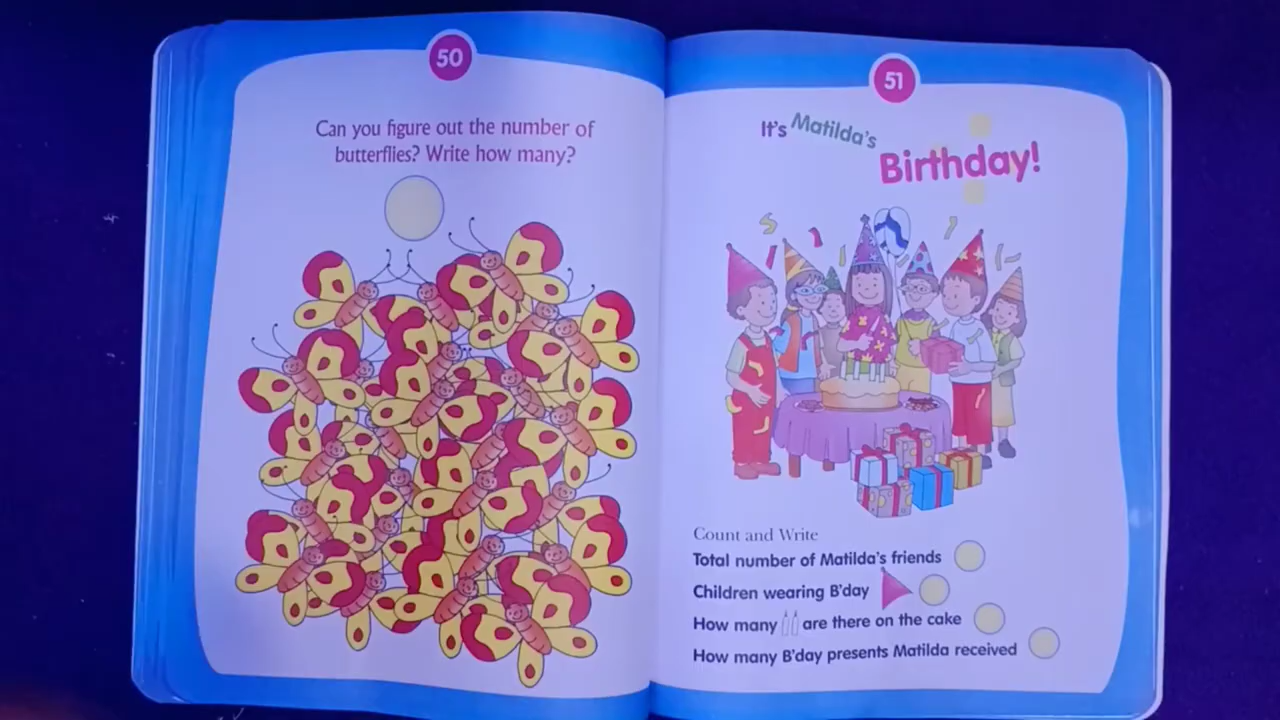 50
Can you figure out the number of
butterflies? Write how many?
51
It's Matilda's
Birthday!
Count and Write
Total number of Matilda's friends
Children wearing B'day
How many are there on the cake
How many B'day presents Matilda received